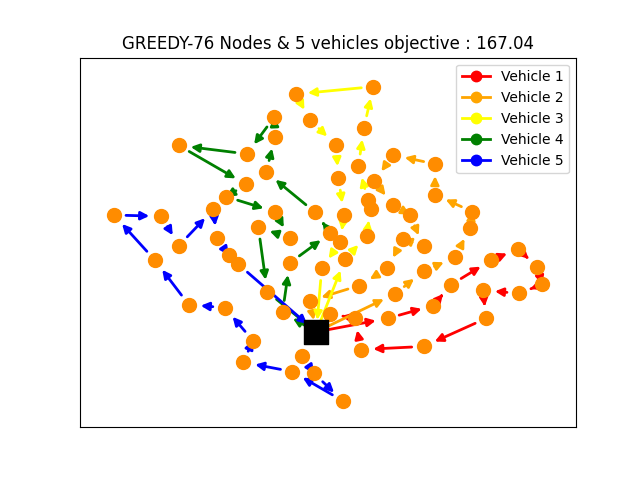 GREEDY-76 Nodes & 5 vehicles objective : 167.04
Vehicle 1
Vehicle 2
Vehicle 3
Vehicle 4
Vehicle 5